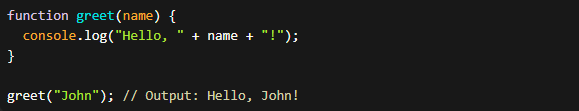 function greet(name) {
  console.log("Hello, " + name + "!");
}

greet("John"); // Output: Hello, John!